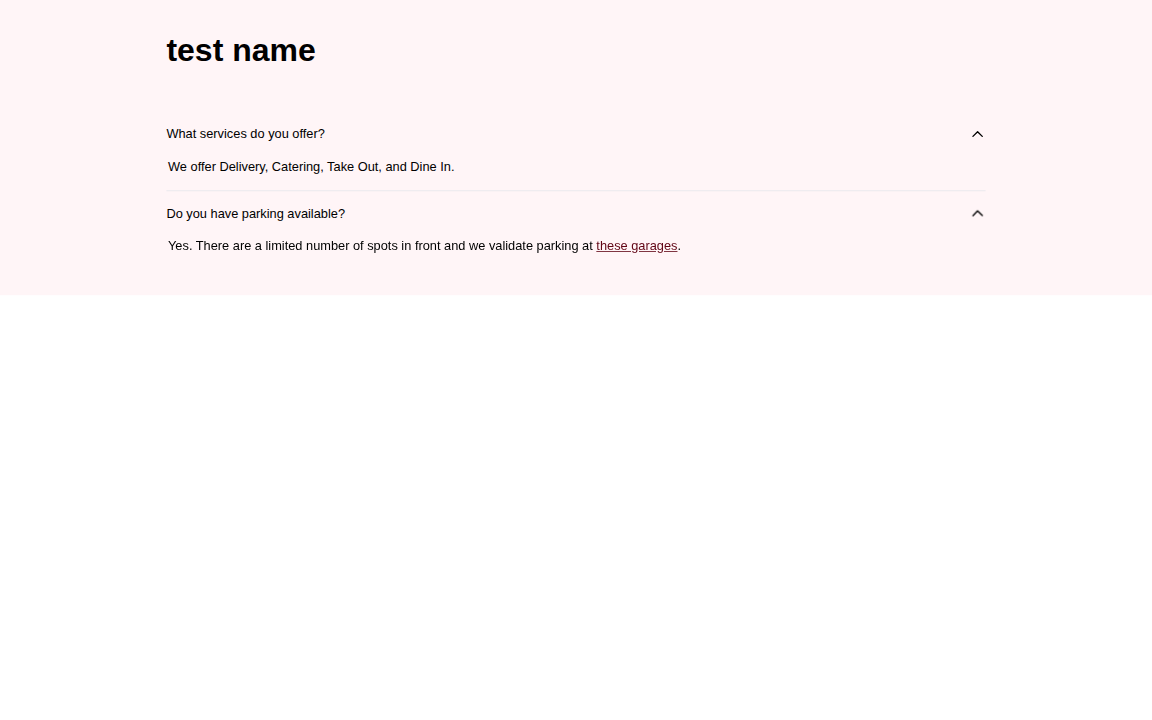 test name
What services do you offer?
We offer Delivery, Catering, Take Out, and Dine In.
Do you have parking available?
Yes. There are a limited number of spots in front and we validate parking at these garages.